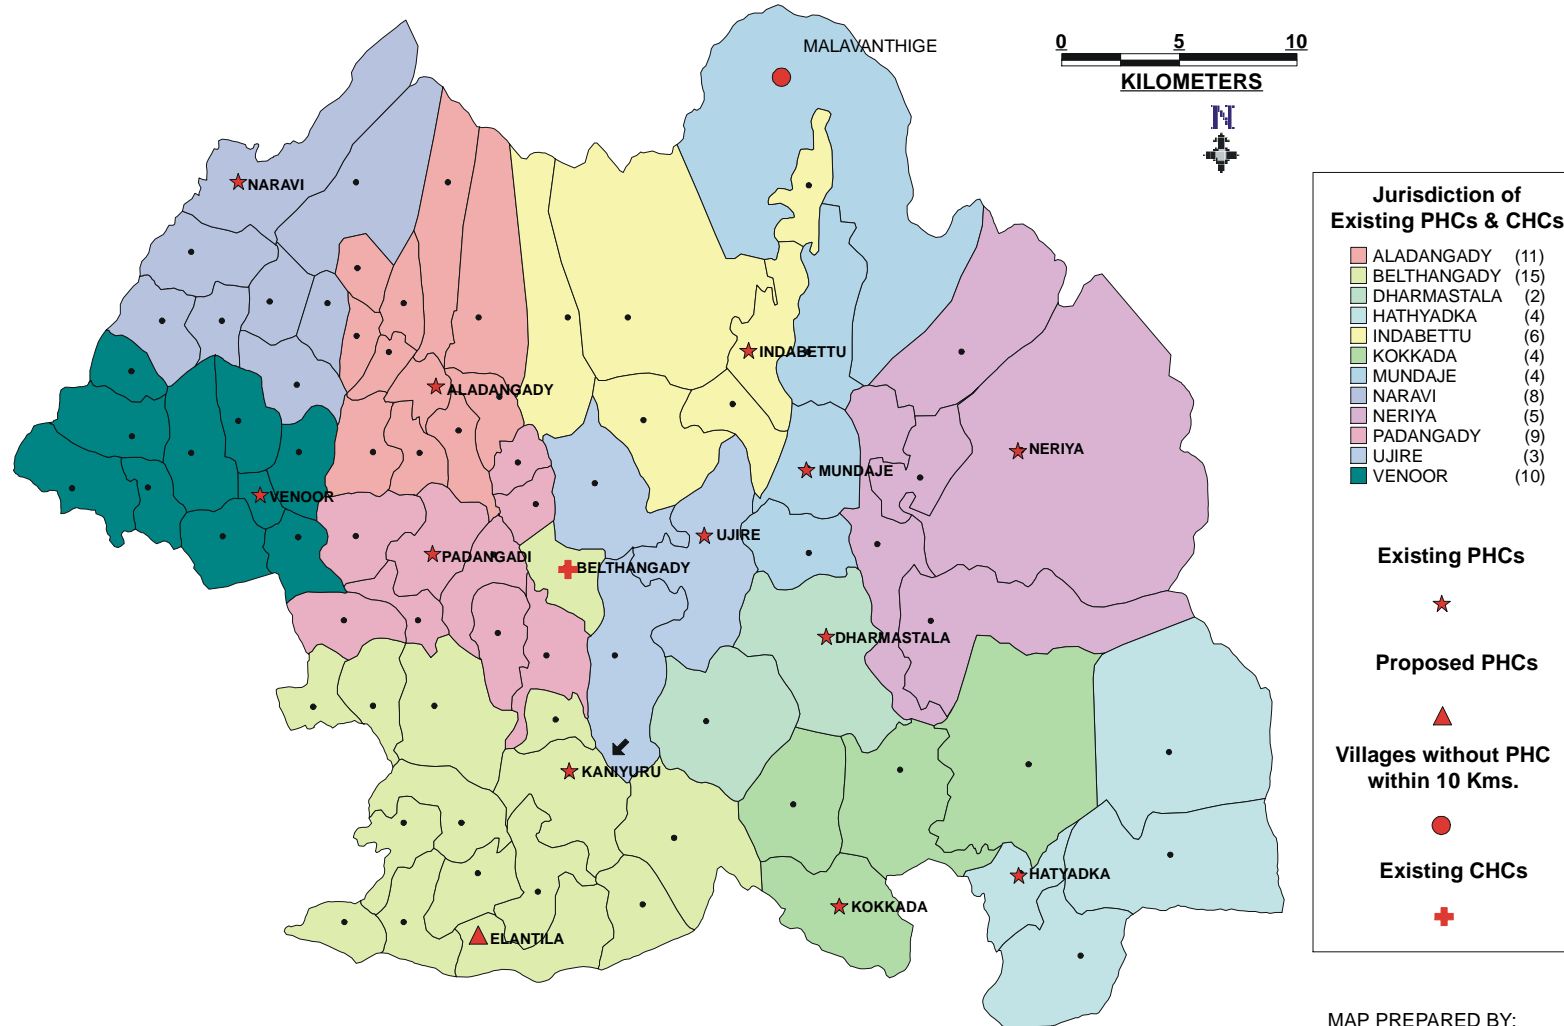 MALAVANTHIGE
0 5 10
KILOMETERS
N
NARAVI
INDABETTU
ALADANGADY
NERIYA
MUNDAJE
VENOOR
UJIRE
PADANGADI
BELTHANGADY
DHARMASTALA
KANIYURU
HATYADKA
KOKKADA
ELANTILA
Jurisdiction of
Existing PHCs & CHCs
ALADANGADY (11)
BELTHANGADY (15)
DHARMASTALA (2)
HATHYADKA (4)
INDABETTU (6)
KOKKADA (4)
MUNDAJE (4)
NARAVI (8)
NERIYA (5)
PADANGADY (9)
UJIRE (3)
VENOOR (10)
Existing PHCs
Proposed PHCs
Villages without PHC
within 10 Kms.
Existing CHCs
MAP PREPARED BY: